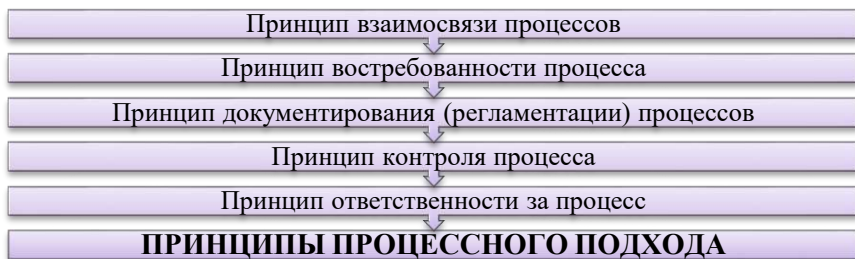 Принцип взаимосвязи процессов
Принцип востребованности процесса
Принцип документирования (регламентации) процессов
Принцип контроля процесса
Принцип ответственности за процесс
ПРИНЦИПЫ ПРОЦЕССНОГО ПОДХОДА